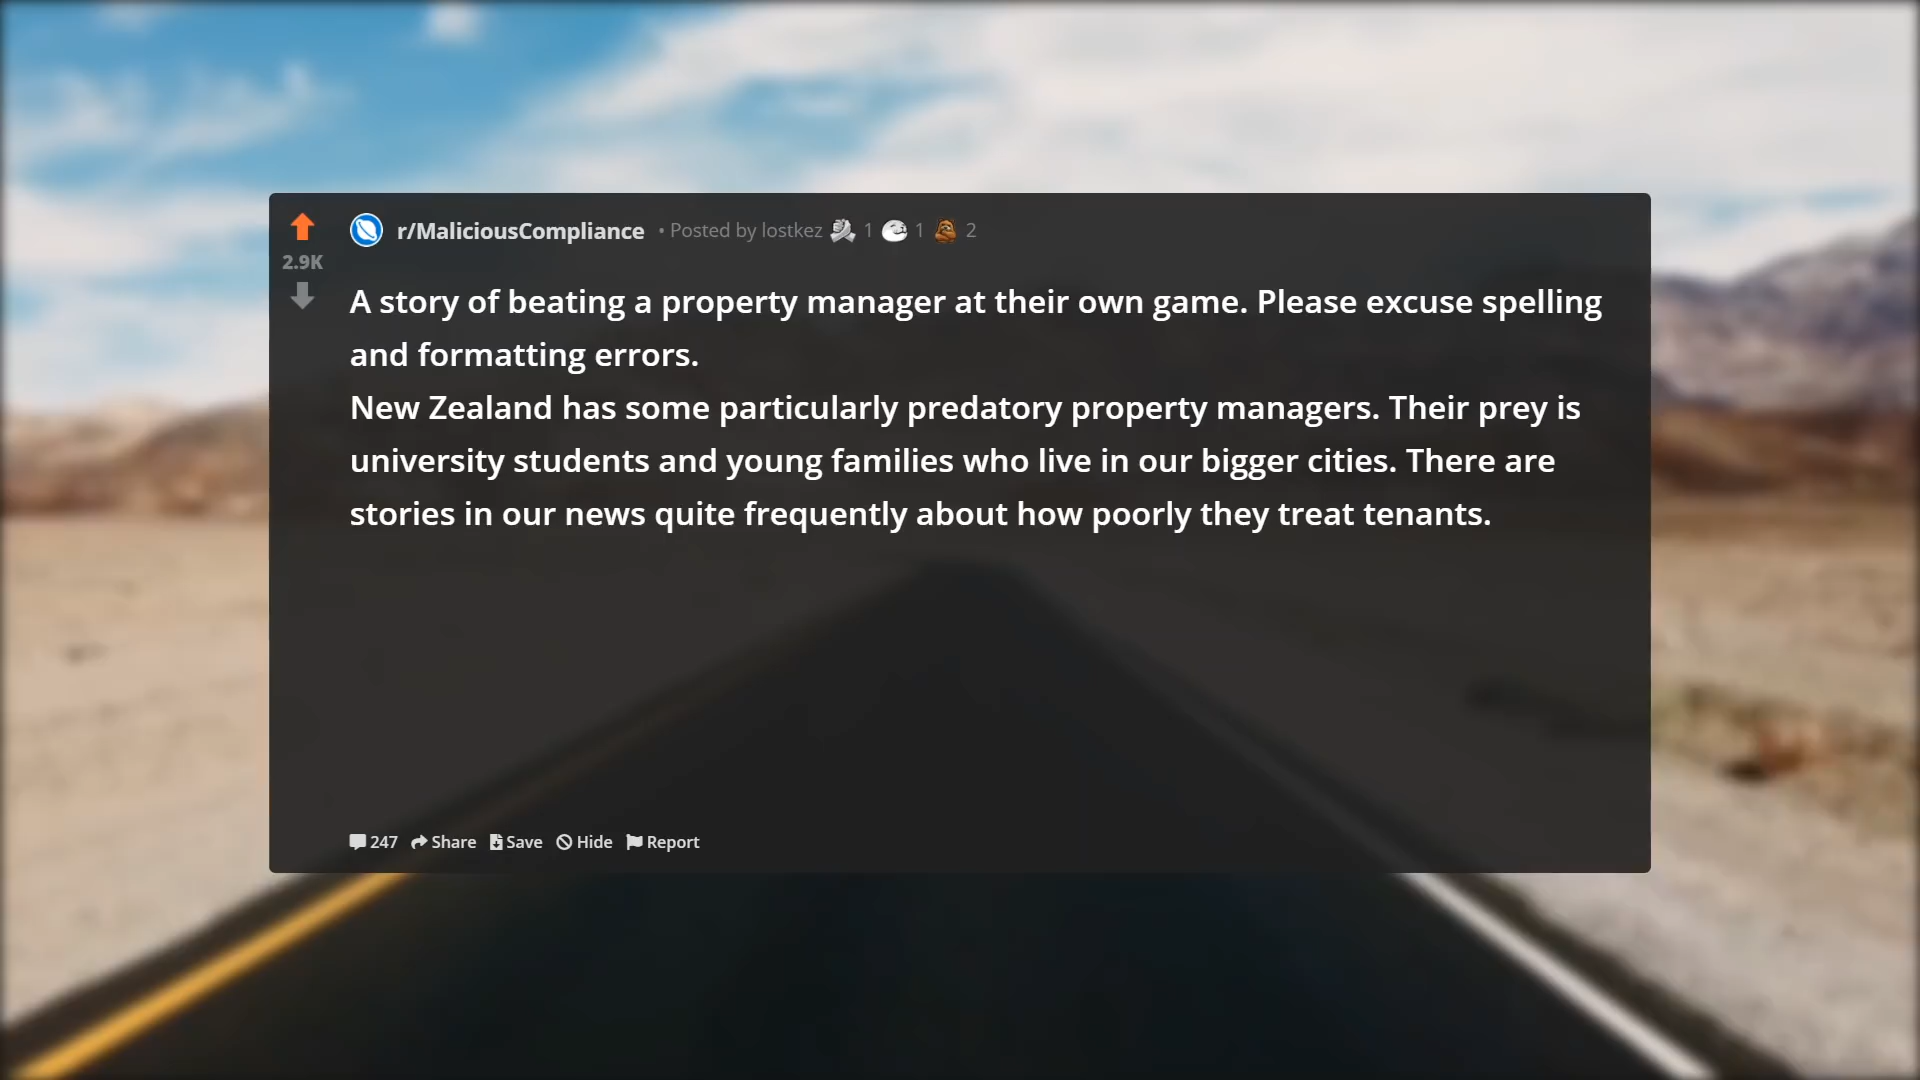 r/MaliciousCompliance • Posted by lostkez 1 1 2
2.9K
A story of beating a property manager at their own game. Please excuse spelling
and formatting errors.
New Zealand has some particularly predatory property managers. Their prey is
university students and young families who live in our bigger cities. There are
stories in our news quite frequently about how poorly they treat tenants.
247 Share Save Hide Report